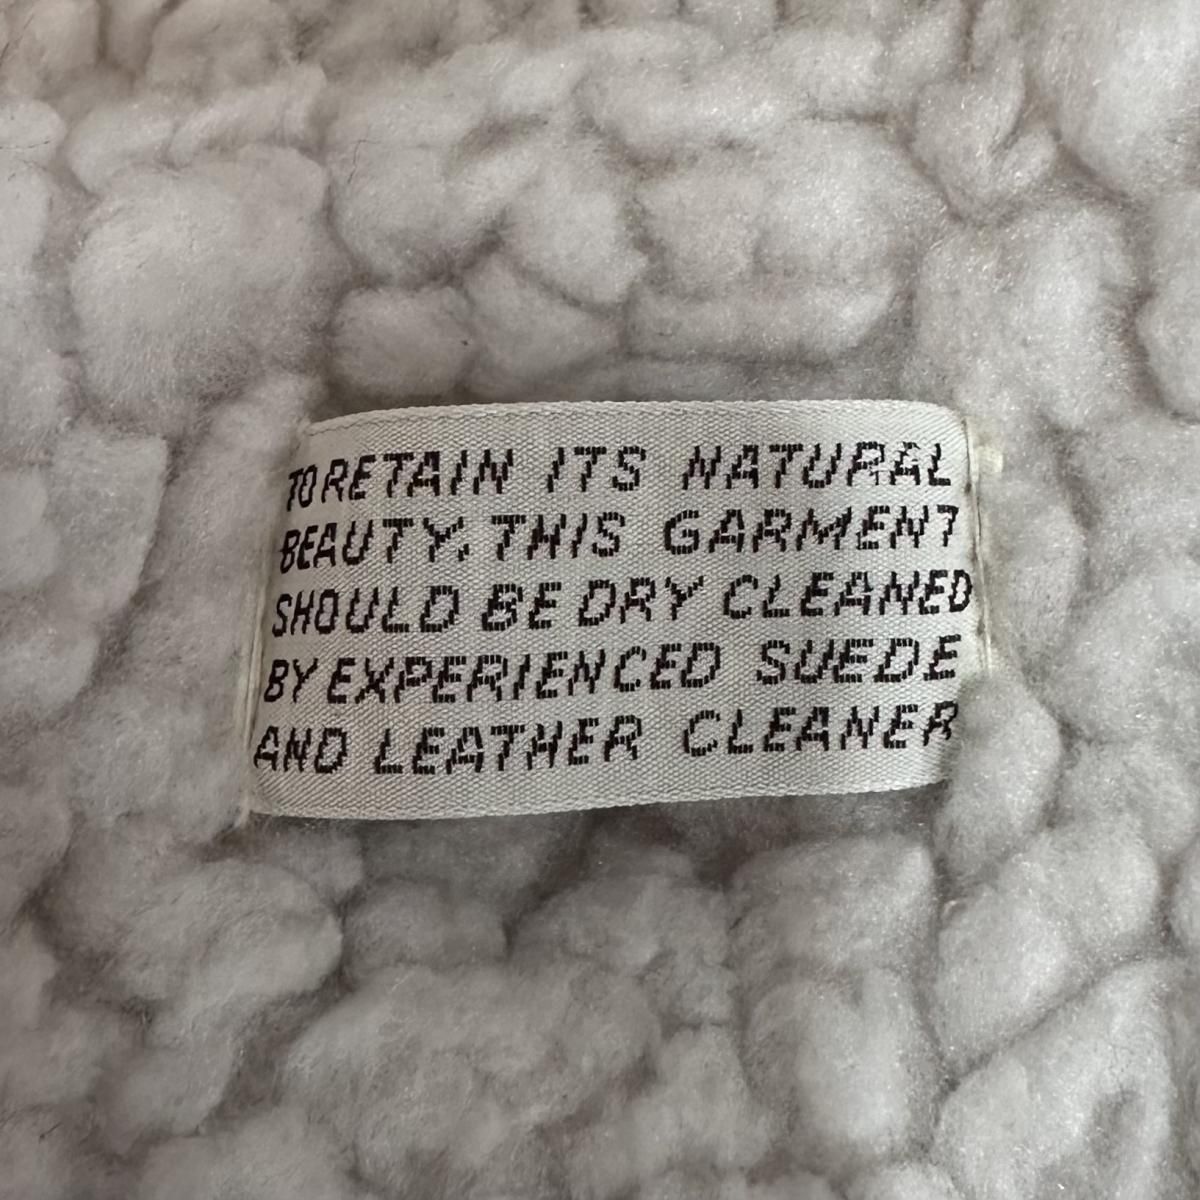 TO RETAIN ITS NATURAL
BEAUTY, THIS GARMENT
SHOULD BE DRY CLEANED
BY EXPERIENCED SUEDE
AND LEATHER CLEANER